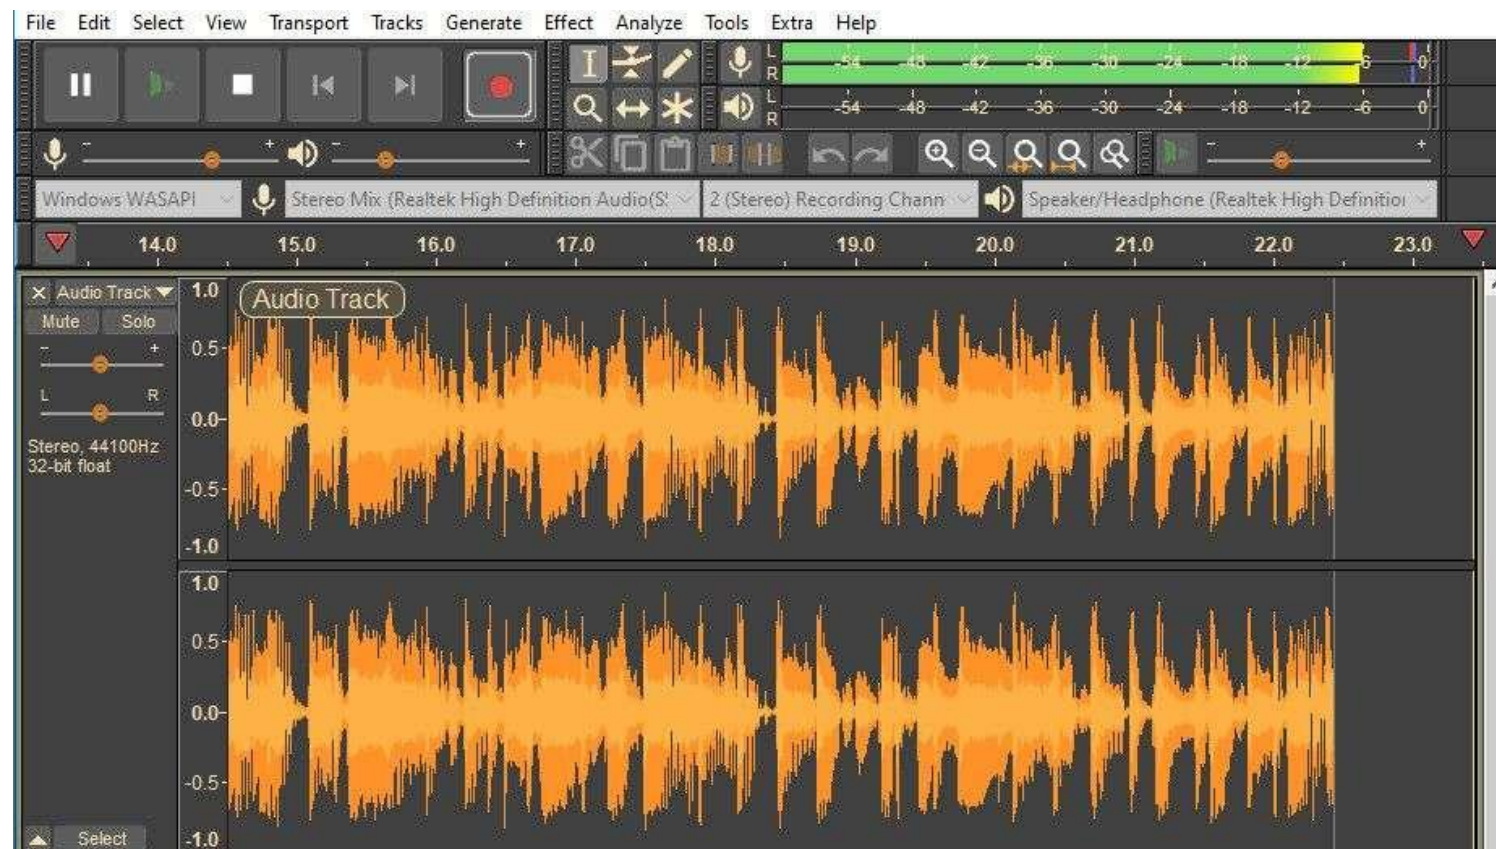 File Edit Select View Transport Tracks Generate Effect Analyze Tools Extra Help
L
R
-54 -48 -42 -36 -30 -24 -18 -12 -6 0
L
R
-54 -48 -42 -36 -30 -24 -18 -12 -6 0
- + - + - +
Windows WASAPI Stereo Mix (Realtek High Definition Audio(S 2 (Stereo) Recording Chann Speaker/Headphone (Realtek High Definitio
14.0 15.0 16.0 17.0 18.0 19.0 20.0 21.0 22.0 23.0
X Audio Track
Mute Solo
- +
L R
Stereo, 44100Hz
32-bit float
Select
Audio Track
1.0
0.5-
0.0-
-0.5-
-1.0
1.0
0.5-
0.0-
-0.5-
-1.0